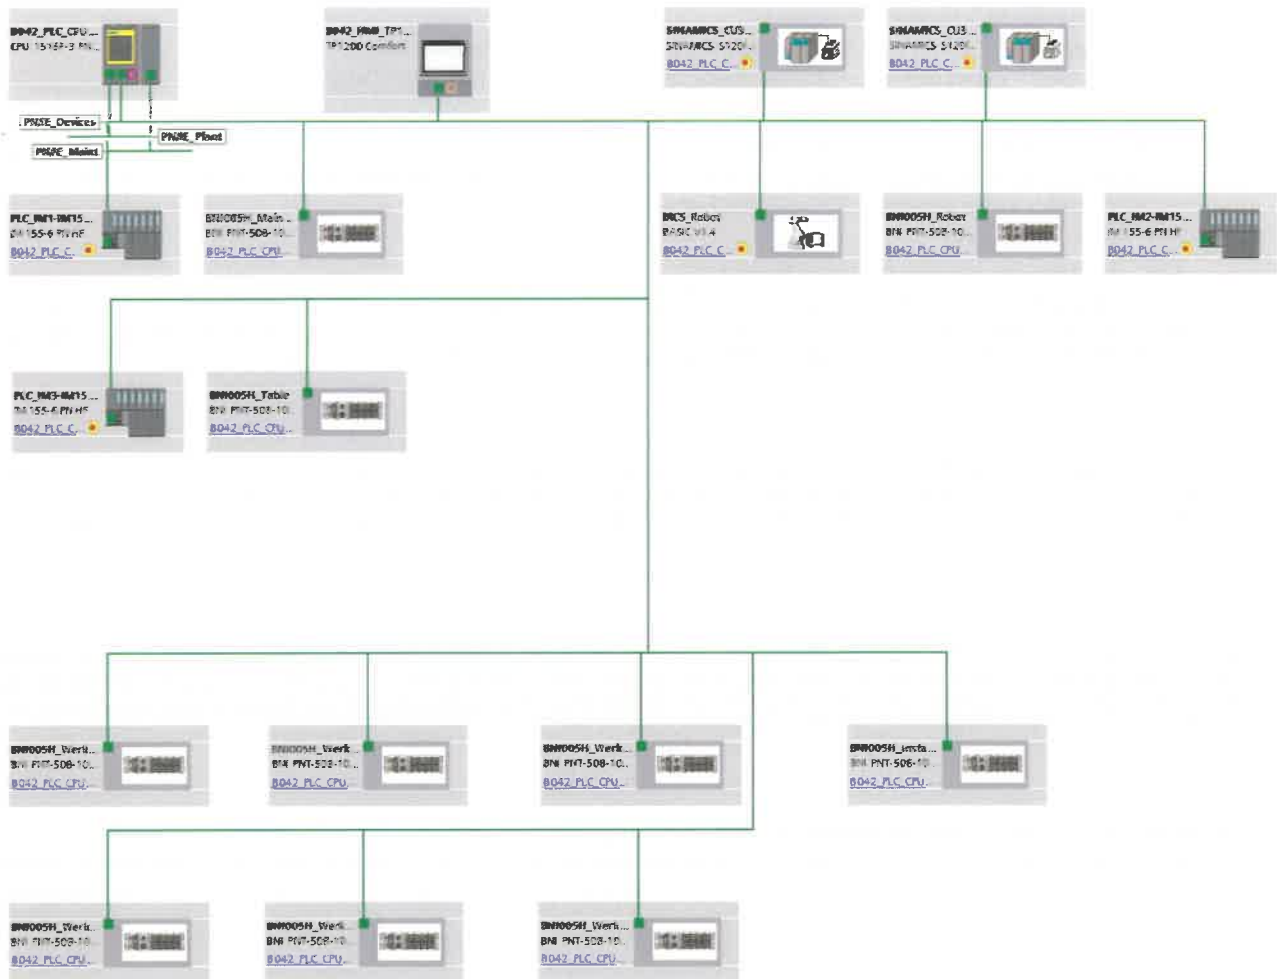 B042_PLC_CPU...
CPU 1516F-3 PN...
B042_HMI_TP1...
TP1200 Comfort
SINAMICS_CU3...
SINAMICS S120...
B042_PLC_C...
SINAMICS_CU3...
SINAMICS S120...
B042_PLC_C...
PN/IE_Devices
PN/IE_Plant
PN/IE_Maint
PLC_IM1-IM15...
IM 155-6 PN HF
B042_PLC_C...
BNI005H_Main...
BNI PNT-508-10...
B042_PLC_CPU...
RCS_Robot
BASIC V1.4
B042_PLC_C...
BNI005H_Robot
BNI PNT-508-10...
B042_PLC_CPU...
PLC_IM2-IM15...
IM 155-6 PN HF
B042_PLC_C...
PLC_IM3-IM15...
IM 155-6 PN HF
B042_PLC_C...
BNI005H_Table
BNI PNT-508-10...
B042_PLC_CPU...
BNI005H_Werk...
BNI PNT-508-10...
B042_PLC_CPU...
BNI005H_Werk...
BNI PNT-508-10...
B042_PLC_CPU...
BNI005H_Werk...
BNI PNT-508-10...
B042_PLC_CPU...
BNI005H_Insta...
BNI PNT-508-10...
B042_PLC_CPU...
BNI005H_Werk...
BNI PNT-508-10...
B042_PLC_CPU...
BNI005H_Werk...
BNI PNT-508-10...
B042_PLC_CPU...
BNI005H_Werk...
BNI PNT-508-10...
B042_PLC_CPU...